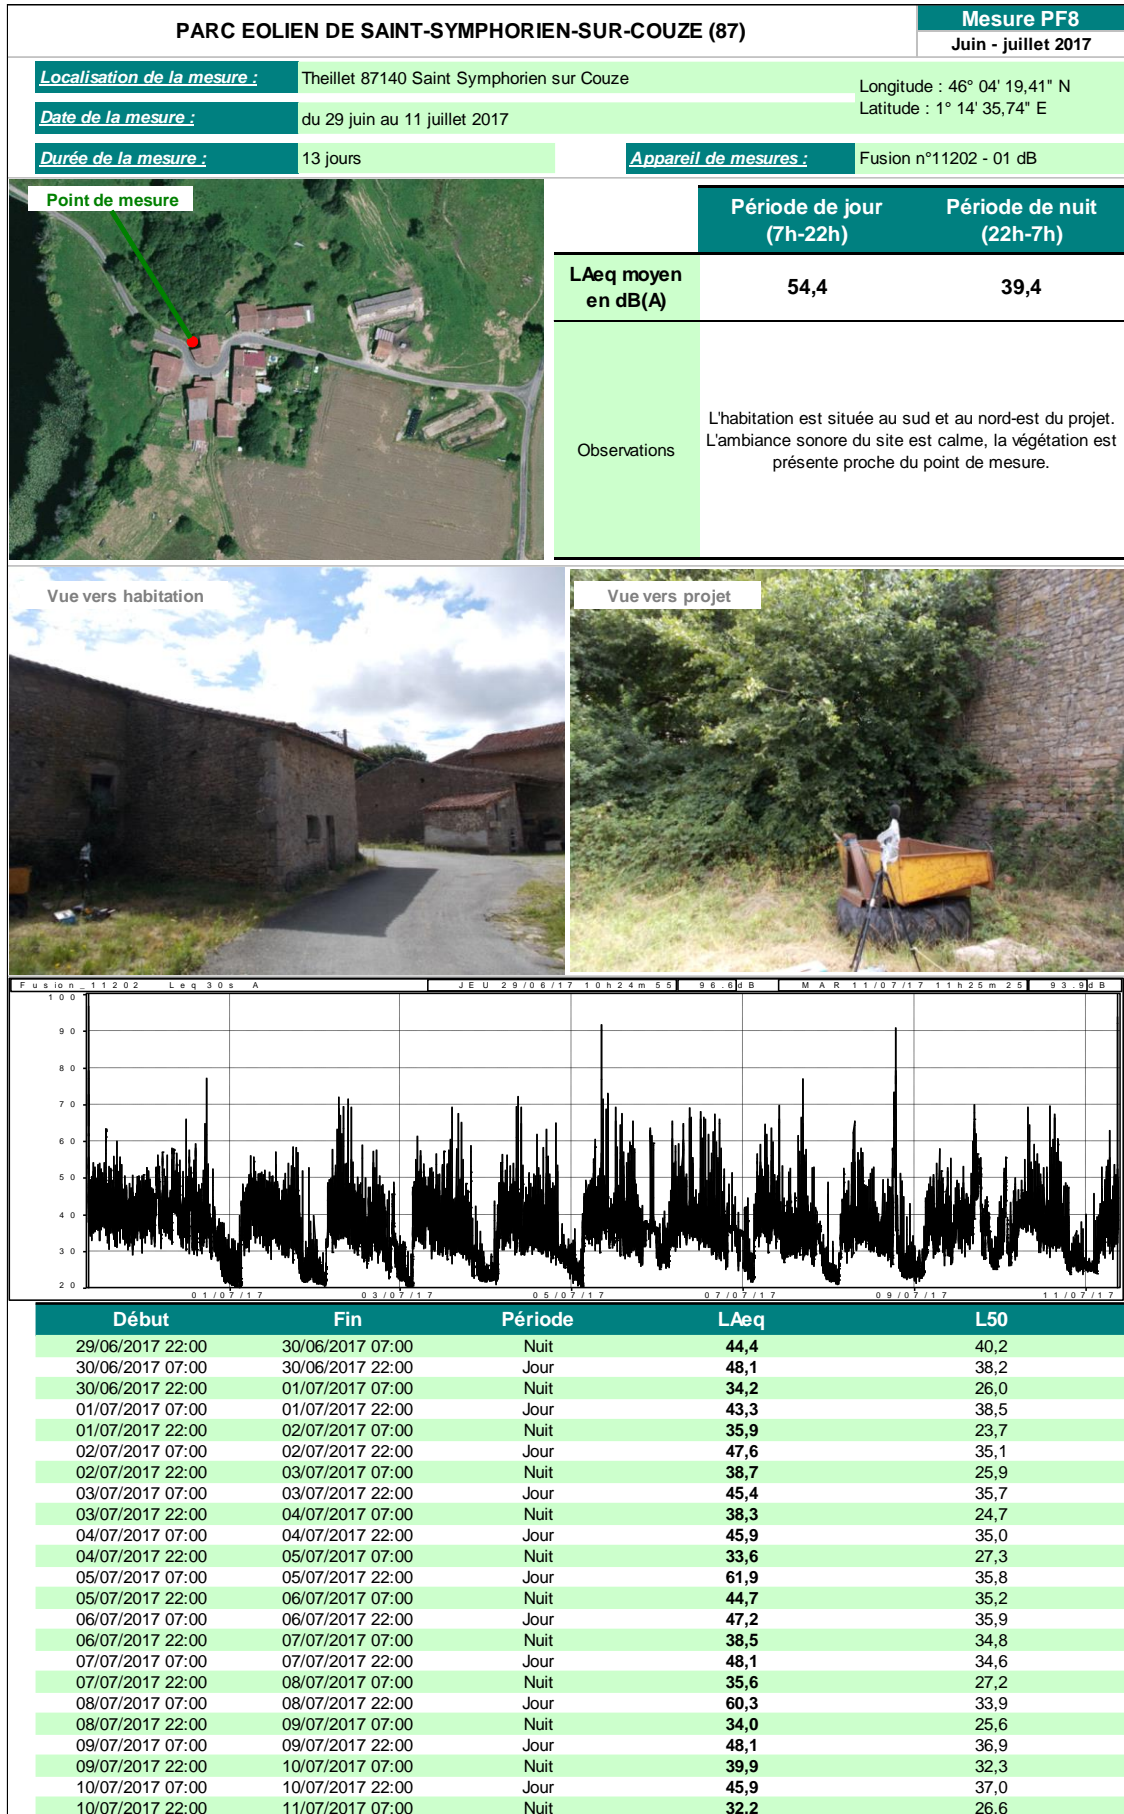 PARC EOLIEN DE SAINT-SYMPHORIEN-SUR-COUZE (87)
Mesure PF8
Juin - juillet 2017
Localisation de la mesure : Theillet 87140 Saint Symphorien sur Couze
Longitude : 46° 04' 19,41" N
Latitude : 1° 14' 35,74" E
Date de la mesure : du 29 juin au 11 juillet 2017
Durée de la mesure : 13 jours Appareil de mesures : Fusion n°11202 - 01 dB
Point de mesure
Période de jour (7h-22h) Période de nuit (22h-7h)
LAeq moyen en dB(A) 54,4 39,4
Observations
L'habitation est située au sud et au nord-est du projet.
L'ambiance sonore du site est calme, la végétation est
présente proche du point de mesure.
Vue vers habitation
Vue vers projet
Fusion_11202 Leq 30s A JEU 29/06/17 10h24m55 96.6dB MAR 11/07/17 11h25m25 93.9dB
100
90
80
70
60
50
40
30
20
01/07/17 03/07/17 05/07/17 07/07/17 09/07/17 11/07/17
Début Fin Période LAeq L50
29/06/2017 22:00 30/06/2017 07:00 Nuit 44,4 40,2
30/06/2017 07:00 30/06/2017 22:00 Jour 48,1 38,2
30/06/2017 22:00 01/07/2017 07:00 Nuit 34,2 26,0
01/07/2017 07:00 01/07/2017 22:00 Jour 43,3 38,5
01/07/2017 22:00 02/07/2017 07:00 Nuit 35,9 23,7
02/07/2017 07:00 02/07/2017 22:00 Jour 47,6 35,1
02/07/2017 22:00 03/07/2017 07:00 Nuit 38,7 25,9
03/07/2017 07:00 03/07/2017 22:00 Jour 45,4 35,7
03/07/2017 22:00 04/07/2017 07:00 Nuit 38,3 24,7
04/07/2017 07:00 04/07/2017 22:00 Jour 45,9 35,0
04/07/2017 22:00 05/07/2017 07:00 Nuit 33,6 27,3
05/07/2017 07:00 05/07/2017 22:00 Jour 61,9 35,8
05/07/2017 22:00 06/07/2017 07:00 Nuit 44,7 35,2
06/07/2017 07:00 06/07/2017 22:00 Jour 47,2 35,9
06/07/2017 22:00 07/07/2017 07:00 Nuit 38,5 34,8
07/07/2017 07:00 07/07/2017 22:00 Jour 48,1 34,6
07/07/2017 22:00 08/07/2017 07:00 Nuit 35,6 27,2
08/07/2017 07:00 08/07/2017 22:00 Jour 60,3 33,9
08/07/2017 22:00 09/07/2017 07:00 Nuit 34,0 25,6
09/07/2017 07:00 09/07/2017 22:00 Jour 48,1 36,9
09/07/2017 22:00 10/07/2017 07:00 Nuit 39,9 32,3
10/07/2017 07:00 10/07/2017 22:00 Jour 45,9 37,0
10/07/2017 22:00 11/07/2017 07:00 Nuit 32,2 26,6